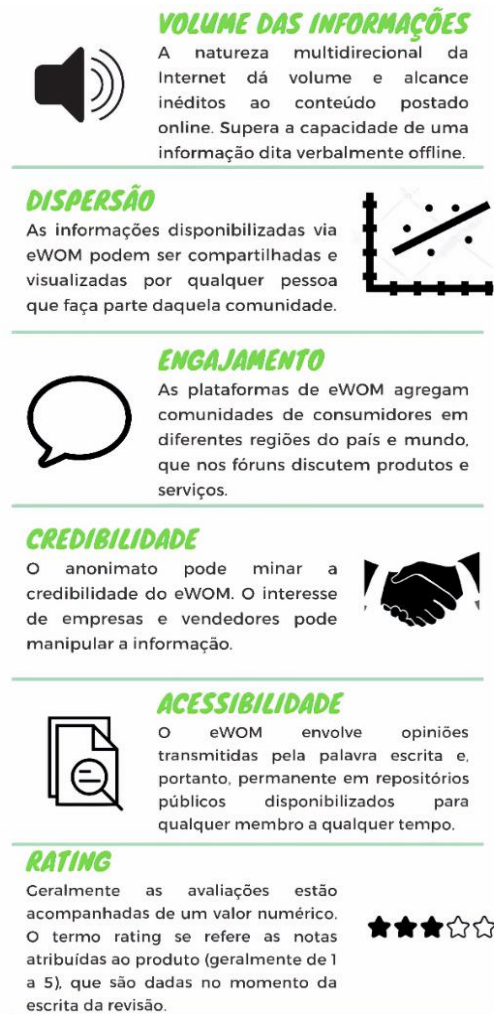 VOLUME DAS INFORMAÇÕES
A natureza multidirecional da
Internet dá volume e alcance
inéditos ao conteúdo postado
online. Supera a capacidade de uma
informação dita verbalmente offline.
DISPERSÃO
As informações disponibilizadas via
eWOM podem ser compartilhadas e
visualizadas por qualquer pessoa
que faça parte daquela comunidade.
ENGAJAMENTO
As plataformas de eWOM agregam
comunidades de consumidores em
diferentes regiões do país e mundo,
que nos fóruns discutem produtos e
serviços.
CREDIBILIDADE
O anonimato pode minar a
credibilidade do eWOM. O interesse
de empresas e vendedores pode
manipular a informação.
ACESSIBILIDADE
O eWOM envolve opiniões
transmitidas pela palavra escrita e,
portanto, permanente em repositórios
públicos disponibilizados para
qualquer membro a qualquer tempo.
RATING
Geralmente as avaliações estão
acompanhadas de um valor numérico.
O termo rating se refere as notas
atribuídas ao produto (geralmente de 1
a 5), que são dadas no momento da
escrita da revisão.